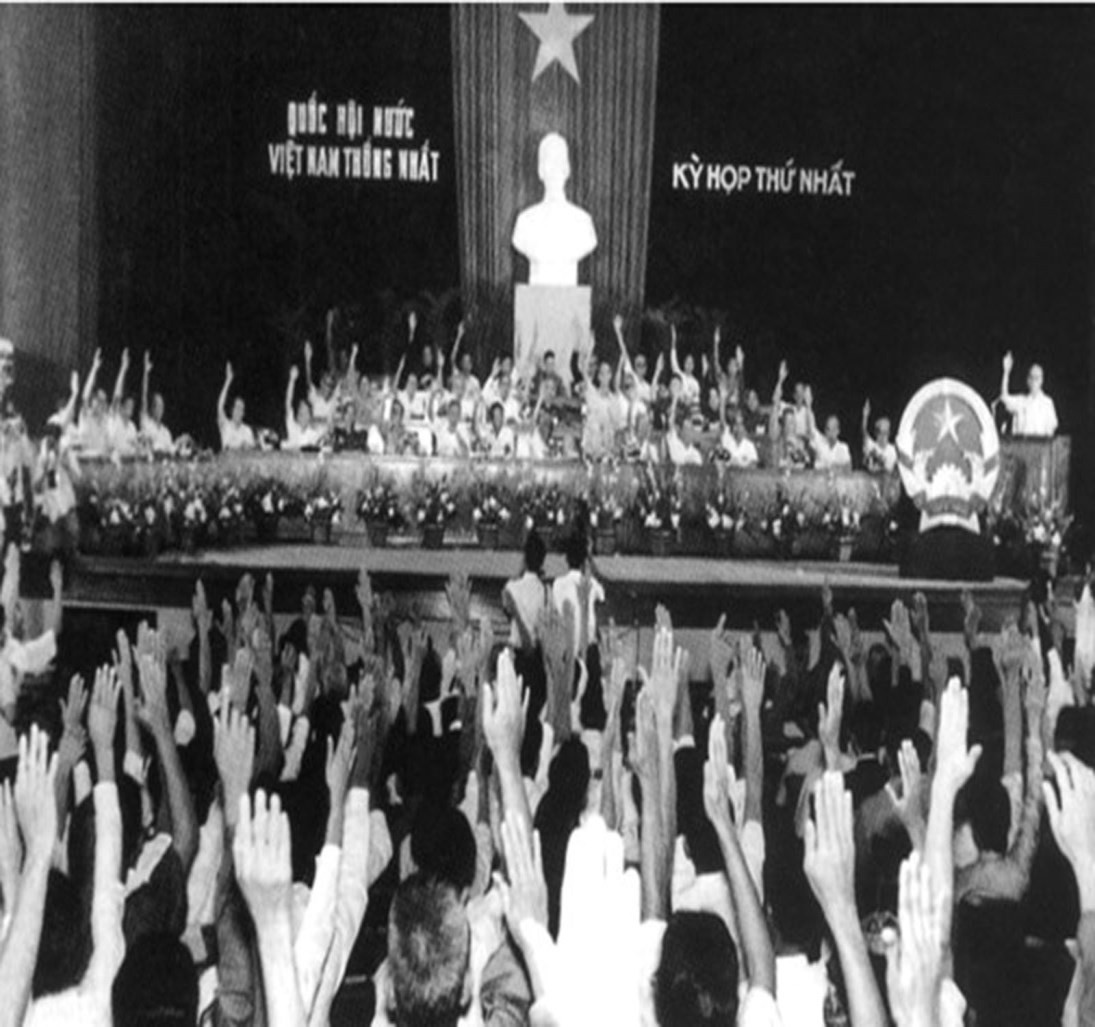 QUỐC HỘI NƯỚC
VIỆT NAM THỐNG NHẤT
KỲ HỌP THỨ NHẤT